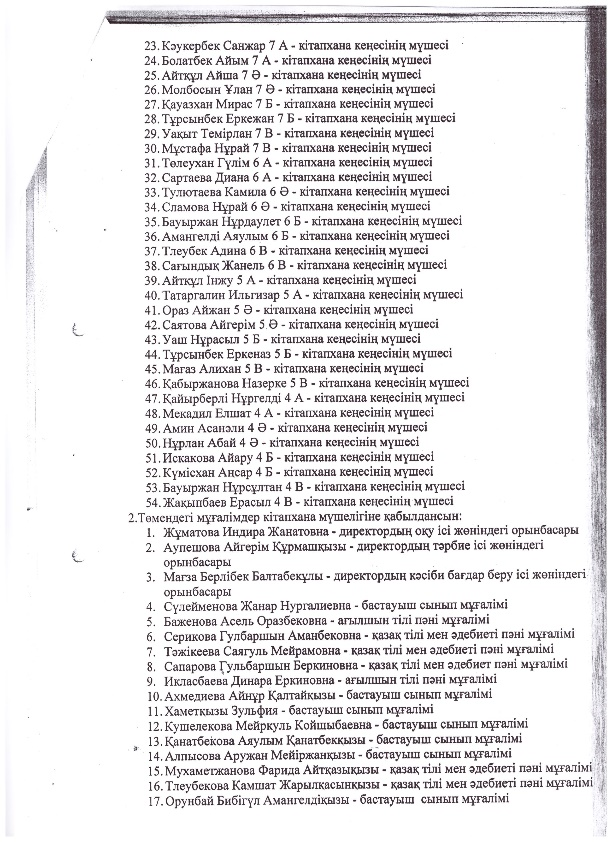 23. Кәукербек Санжар 7 А - кітапхана кеңесінің мүшесі
24. Болатбек Айым 7 А - кітапхана кеңесінің мүшесі
25. Айтқұл Айша 7 Ә - кітапхана кеңесінің мүшесі
26. Молбосын Ұлан 7 Ә - кітапхана кеңесінің мүшесі
27. Қауазхан Мирас 7 Б - кітапхана кеңесінің мүшесі
28. Тұрсынбек Еркежан 7 Б - кітапхана кеңесінің мүшесі
29. Уақыт Темірлан 7 В - кітапхана кеңесінің мүшесі
30. Мұстафа Нұрай 7 В - кітапхана кеңесінің мүшесі
31. Төлеухан Гүлім 6 А - кітапхана кеңесінің мүшесі
32. Сартаева Диана 6 А - кітапхана кеңесінің мүшесі
33. Тулютаева Камила 6 Ә - кітапхана кеңесінің мүшесі
34. Сламова Нұрай 6 Ә - кітапхана кеңесінің мүшесі
35. Бауыржан Нұрдаулет 6 Б - кітапхана кеңесінің мүшесі
36. Амангелді Аяулым 6 Б - кітапхана кеңесінің мүшесі
37. Тлеубек Адина 6 В - кітапхана кеңесінің мүшесі
38. Сағындық Жанель 6 В - кітапхана кеңесінің мүшесі
39. Айтқұл Інжу 5 А - кітапхана кеңесінің мүшесі
40. Татаргалин Ильгизар 5 А - кітапхана кеңесінің мүшесі
41. Ораз Айжан 5 Ә - кітапхана кеңесінің мүшесі
42. Саятова Айгерім 5 Ә - кітапхана кеңесінің мүшесі
43. Уаш Нұрасыл 5 Б - кітапхана кеңесінің мүшесі
44. Тұрсынбек Еркеназ 5 Б - кітапхана кеңесінің мүшесі
45. Мағаз Алихан 5 В - кітапхана кеңесінің мүшесі
46. Қабыржанова Назерке 5 В - кітапхана кеңесінің мүшесі
47. Қайырберлі Нұргелді 4 А - кітапхана кеңесінің мүшесі
48. Мекадил Елшат 4 А - кітапхана кеңесінің мүшесі
49. Амин Асанәли 4 Ә - кітапхана кеңесінің мүшесі
50. Нұрлан Абай 4 Ә - кітапхана кеңесінің мүшесі
51. Искакова Айару 4 Б - кітапхана кеңесінің мүшесі
52. Күмісхан Аңсар 4 Б - кітапхана кеңесінің мүшесі
53. Бауыржан Нұрсұлтан 4 В - кітапхана кеңесінің мүшесі
54. Жақыпбаев Ерасыл 4 В - кітапхана кеңесінің мүшесі
2.Төмендегі мұғалімдер кітапхана мүшелігіне қабылдансын:
1. Жұматова Индира Жанатовна - директордың оқу ісі жөніндегі орынбасары
2. Аупешова Айгерім Құрмашқызы - директордың тәрбие ісі жөніндегі
орынбасары
3. Мағза Берлібек Балтабекұлы - директордың кәсіби бағдар беру ісі жөніндегі
орынбасары
4. Сүлейменова Жанар Нургалиевна - бастауыш сынып мұғалімі
5. Баженова Асель Оразбековна - ағылшын тілі пәні мұғалімі
6. Серикова Гулбаршын Аманбековна - қазақ тілі мен әдебиеті пәні мұғалімі
7. Тәжікеева Саягуль Мейрамовна - қазақ тілі мен әдебиеті пәні мұғалімі
8. Сапарова Гульбаршын Беркиновна - қазақ тілі мен әдебиет пәні мұғалімі
9. Икласбаева Динара Еркиновна - ағылшын тілі пәні мұғалімі
10. Ахмедиева Айнұр Қалтайкызы - бастауыш сынып мұғалімі
11. Хаметкызы Зульфия - бастауыш сынып мұғалімі
12. Кушелекова Мейркуль Койшыбаевна - бастауыш сынып мұғалімі
13. Қанатбекова Аяулым Қанатбекқызы - бастауыш сынып мұғалімі
14. Алпысова Аружан Мейіржанқызы - бастауыш сынып мұғалімі
15. Мухаметжанова Фарида Айтқазықызы - қазақ тілі мен әдебиеті пәні мұғалімі
16. Тлеубекова Камшат Жарылқасынқызы - қазақ тілі мен әдебиеті пәні мұғалімі
17. Орунбай Бибігүл Амангелдіқызы - бастауыш сынып мұғалімі